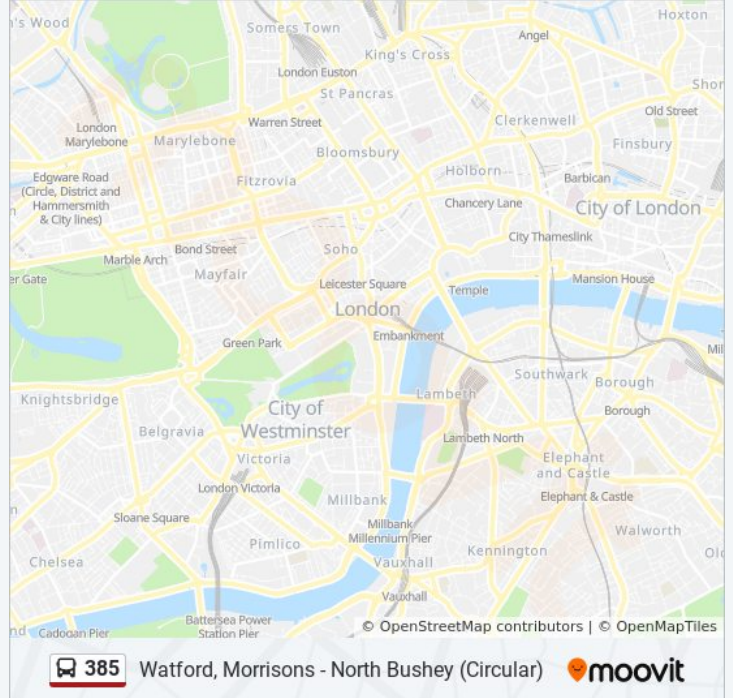 's Wood
Somers Town
Hoxton
Angel
King's Cross
London Euston
St Pancras
Shor
Old Street
Warren Street
Clerkenwell
London
Marylebone
Marylebone
Bloomsbury
Finsbury
Edgware Road
(Circle, District and
Hammersmith
& City lines)
Fitzrovia
Holborn
Barbican
Chancery Lane
City of London
n
City Thameslink
Soho
Bond Street
Marble Arch
Mayfair
er Gate
Leicester Square
Temple
Mansion House
London
Embankment
Green Park
Mil
Southwark
Borough
Knightsbridge
Lambeth
City of
Westminster
Borough
Belgravia
Lambeth North
Victoria
Elephant
and Castle
London Victoria
Elephant & Castle
Millbank
n
Sloane Square
Millbank
Millennium Pier
Walworth
Pimlico
Kennington
Olc
Chelsea
Vauxhall
Vauxhall
Battersea Power
Station Pier
nd
Cadogan Pier
© OpenStreetMap contributors | © OpenMapTiles
385 Watford, Morrisons - North Bushey (Circular) moovit